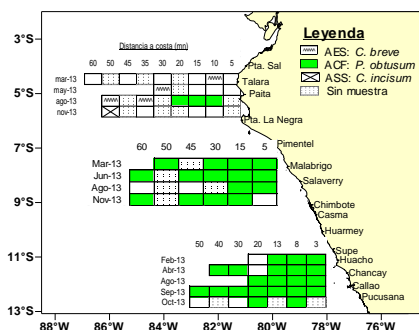 3°S
5°S
7°S
9°S
11°S
13°S
88°W 86°W 84°W 82°W 80°W 78°W
Distancia a costa (mn)
60 50 40 35 30 20 15 10 5
mar-13
may-13
ago-13
nov-13
Pta. Sal
Talara
Paita
Pta. La Negra
Pimentel
Malabrigo
Salaverry
Chimbote
Casma
Huarmey
Supe
Huacho
Chancay
Callao
Pucusana
Leyenda
AES: C. breve
ACF: P. obtusum
ASS: C. incisum
Sin muestra
60 50 45 30 15 5
Mar-13
Jun-13
Ago-13
Nov-13
50 40 30 20 13 8 3
Feb-13
Abr-13
Ago-13
Sep-13
Oct-13